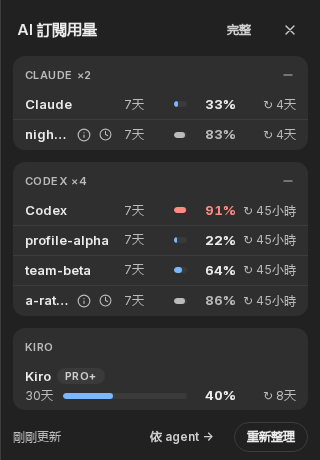 AI 訂閱用量 完整
CLAUDE ×2
Claude 7天 33% ↻ 4天
nigh... 7天 83% ↻ 4天
CODEX ×4
Codex 7天 91% ↻ 45小時
profile-alpha 7天 22% ↻ 45小時
team-beta 7天 64% ↻ 45小時
a-rat... 7天 86% ↻ 45小時
KIRO
Kiro PRO+
30天 40% ↻ 8天
剛剛更新 依 agent → 重新整理